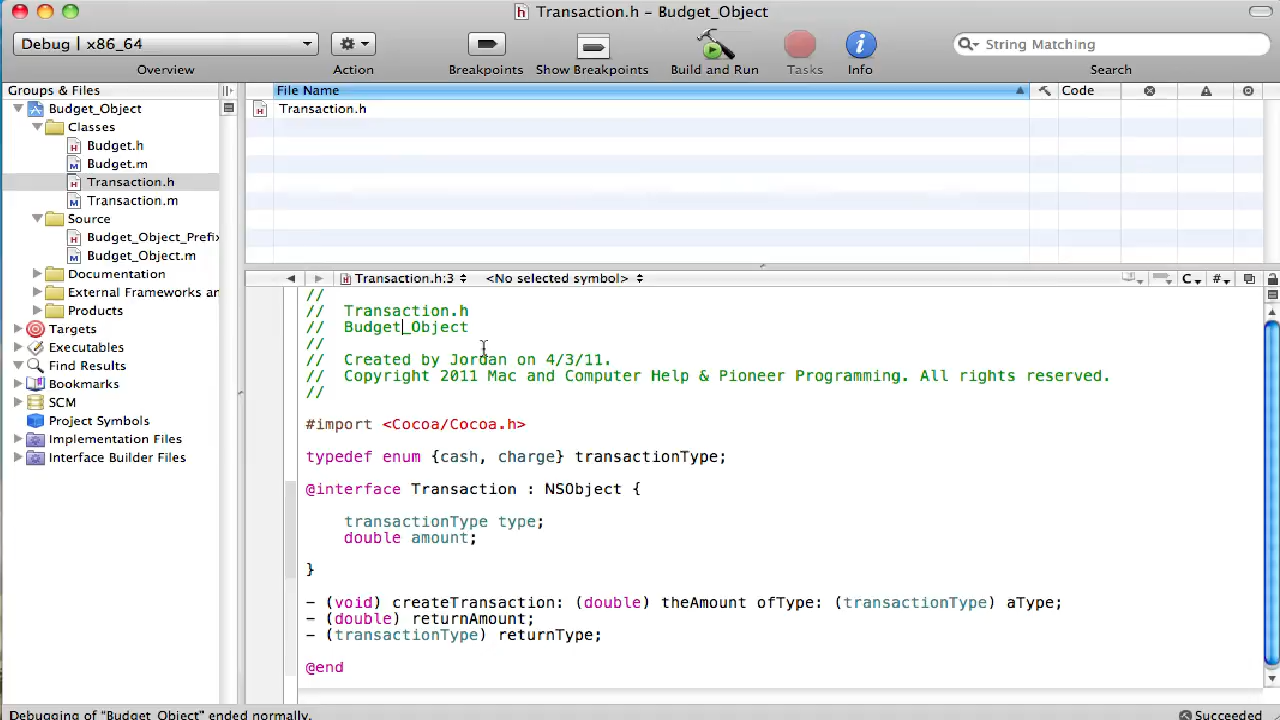 Transaction.h – Budget_Object
Debug | x86_64
String Matching
Overview
Action
Breakpoints
Show Breakpoints
Build and Run
Tasks
Info
Search
Groups & Files
File Name
Code
Budget_Object
Classes
Budget.h
Budget.m
Transaction.h
Transaction.m
Source
Budget_Object_Prefix
Budget_Object.m
Documentation
External Frameworks an
Products
Targets
Executables
Find Results
Bookmarks
SCM
Project Symbols
Implementation Files
Interface Builder Files
Transaction.h
Transaction.h:3
<No selected symbol>
C
#
//
// Transaction.h
// Budget_Object
//
// Created by Jordan on 4/3/11.
// Copyright 2011 Mac and Computer Help & Pioneer Programming. All rights reserved.
//
#import <Cocoa/Cocoa.h>
typedef enum {cash, charge} transactionType;
@interface Transaction : NSObject {
transactionType type;
double amount;
}
- (void) createTransaction: (double) theAmount ofType: (transactionType) aType;
- (double) returnAmount;
- (transactionType) returnType;
@end
Debugging of "Budget_Object" ended normally.
Succeeded